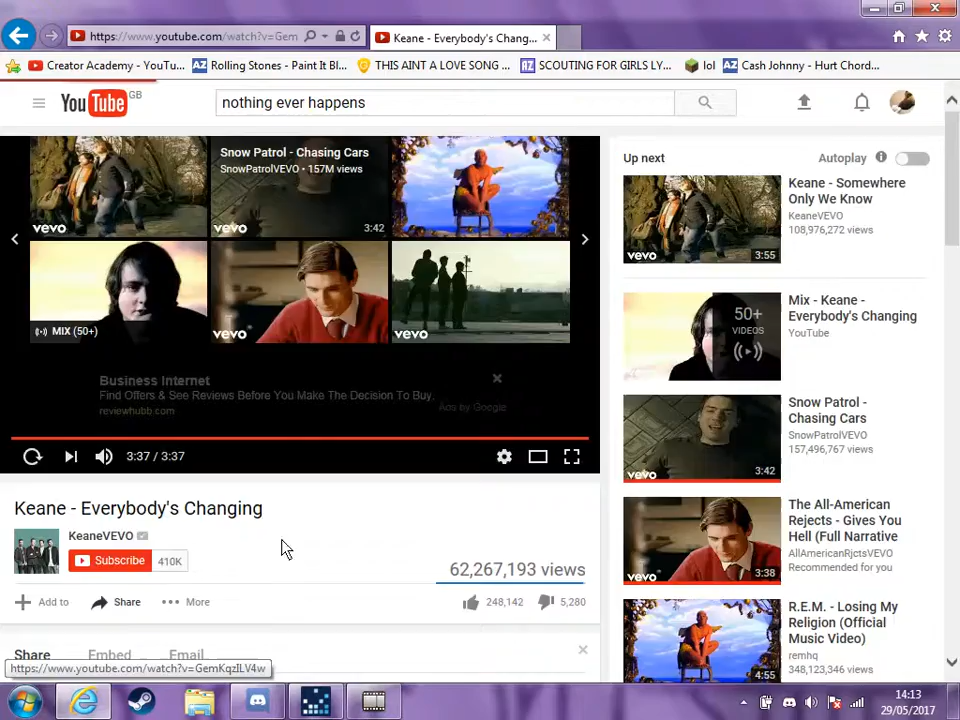 https://www.youtube.com/watch?v=Gem
Keane - Everybody's Chang...
Creator Academy - YouTu...
Rolling Stones - Paint It Bl...
THIS AINT A LOVE SONG ...
SCOUTING FOR GIRLS LY...
lol
Cash Johnny - Hurt Chord...
YouTube GB
nothing ever happens
Snow Patrol - Chasing Cars
SnowPatrolVEVO • 157M views
vevo
3:42
MIX (50+)
vevo
vevo
Business Internet
Find Offers & See Reviews Before You Make The Decision To Buy.
reviewhubb.com
Ads by Google
3:37 / 3:37
Keane - Everybody's Changing
KeaneVEVO
Subscribe
410K
62,267,193 views
Add to
Share
More
248,142
5,280
Share
Embed
Email
https://www.youtube.com/watch?v=GemKqzILV4w
Up next
Autoplay
Keane - Somewhere
Only We Know
KeaneVEVO
108,976,272 views
vevo
3:55
50+
VIDEOS
Mix - Keane -
Everybody's Changing
YouTube
Snow Patrol -
Chasing Cars
SnowPatrolVEVO
157,496,767 views
vevo
3:42
The All-American
Rejects - Gives You
Hell (Full Narrative
AllAmericanRjctsVEVO
Recommended for you
vevo
3:38
R.E.M. - Losing My
Religion (Official
Music Video)
remhq
348,123,346 views
4:55
14:13
29/05/2017